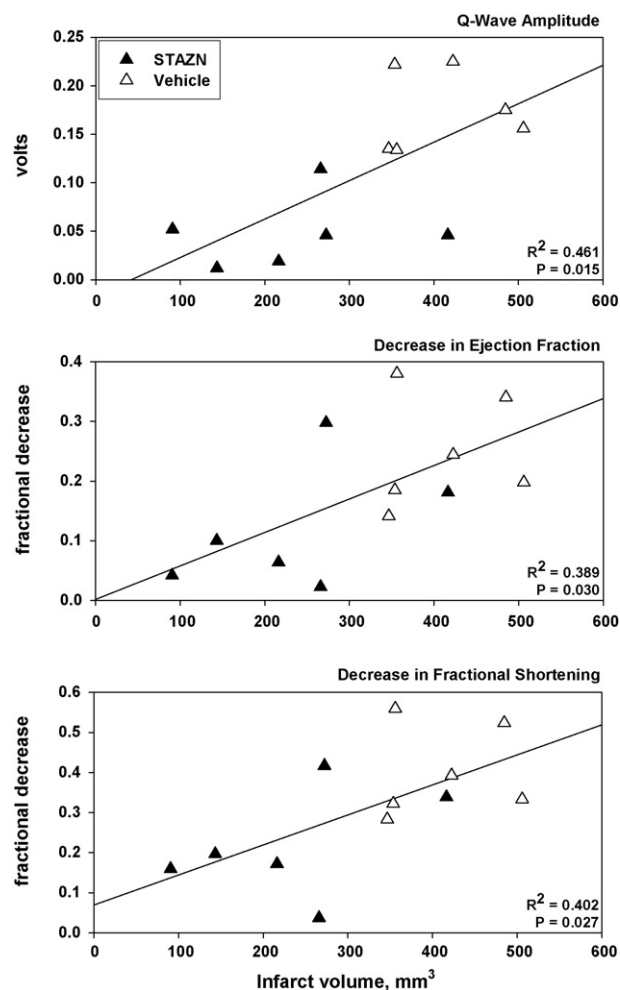 Q-Wave Amplitude
0.25
0.20
0.15
0.10
0.05
0.00
volts
STAZN
Vehicle
R² = 0.461
P = 0.015
0 100 200 300 400 500 600
Decrease in Ejection Fraction
0.4
0.3
0.2
0.1
0.0
fractional decrease
R² = 0.389
P = 0.030
0 100 200 300 400 500 600
Decrease in Fractional Shortening
0.6
0.5
0.4
0.3
0.2
0.1
0.0
fractional decrease
R² = 0.402
P = 0.027
0 100 200 300 400 500 600
Infarct volume, mm³